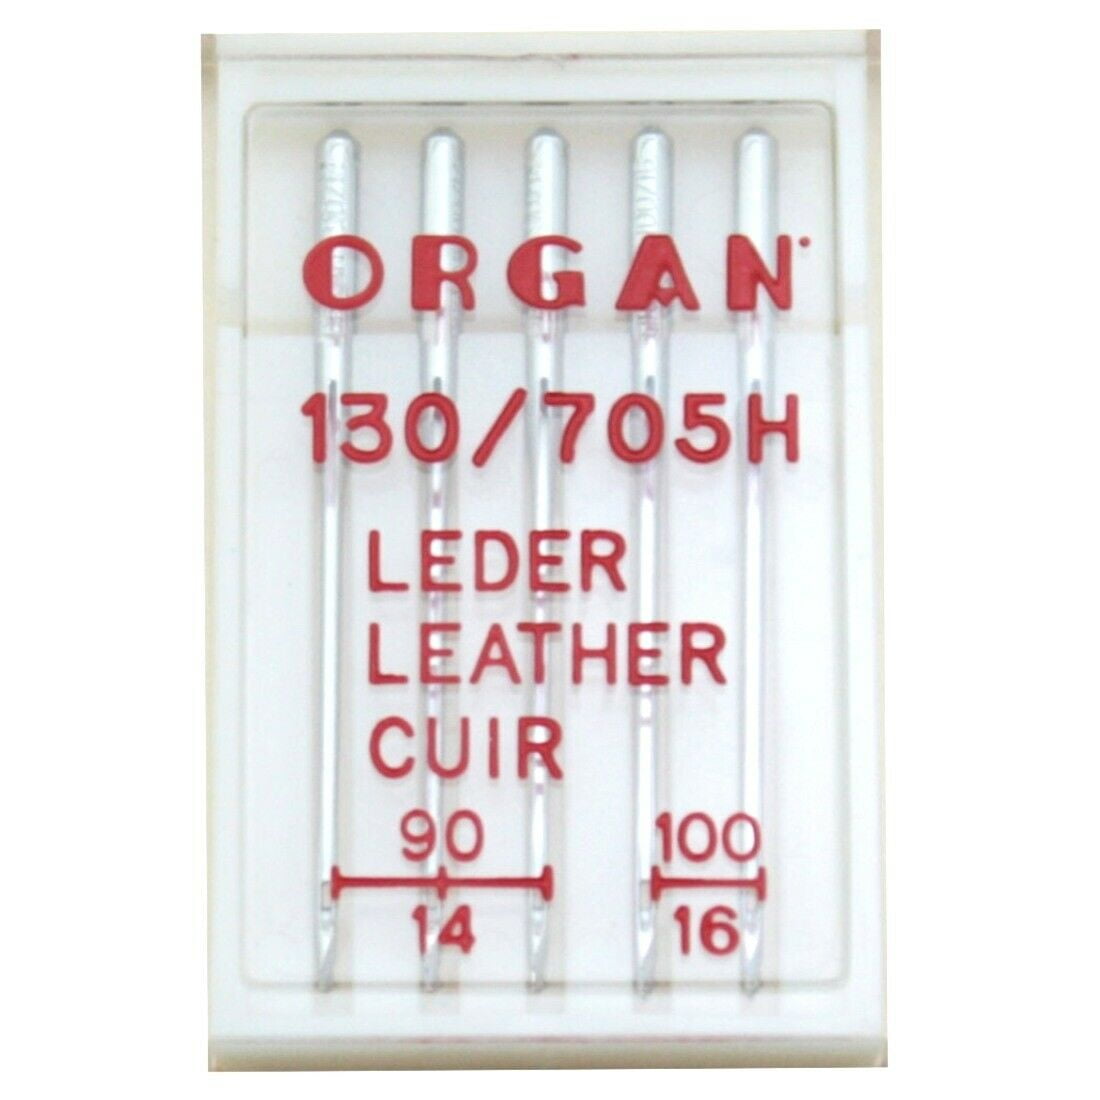 ORGAN
130/705H
LEDER
LEATHER
CUIR
90 100
14 16